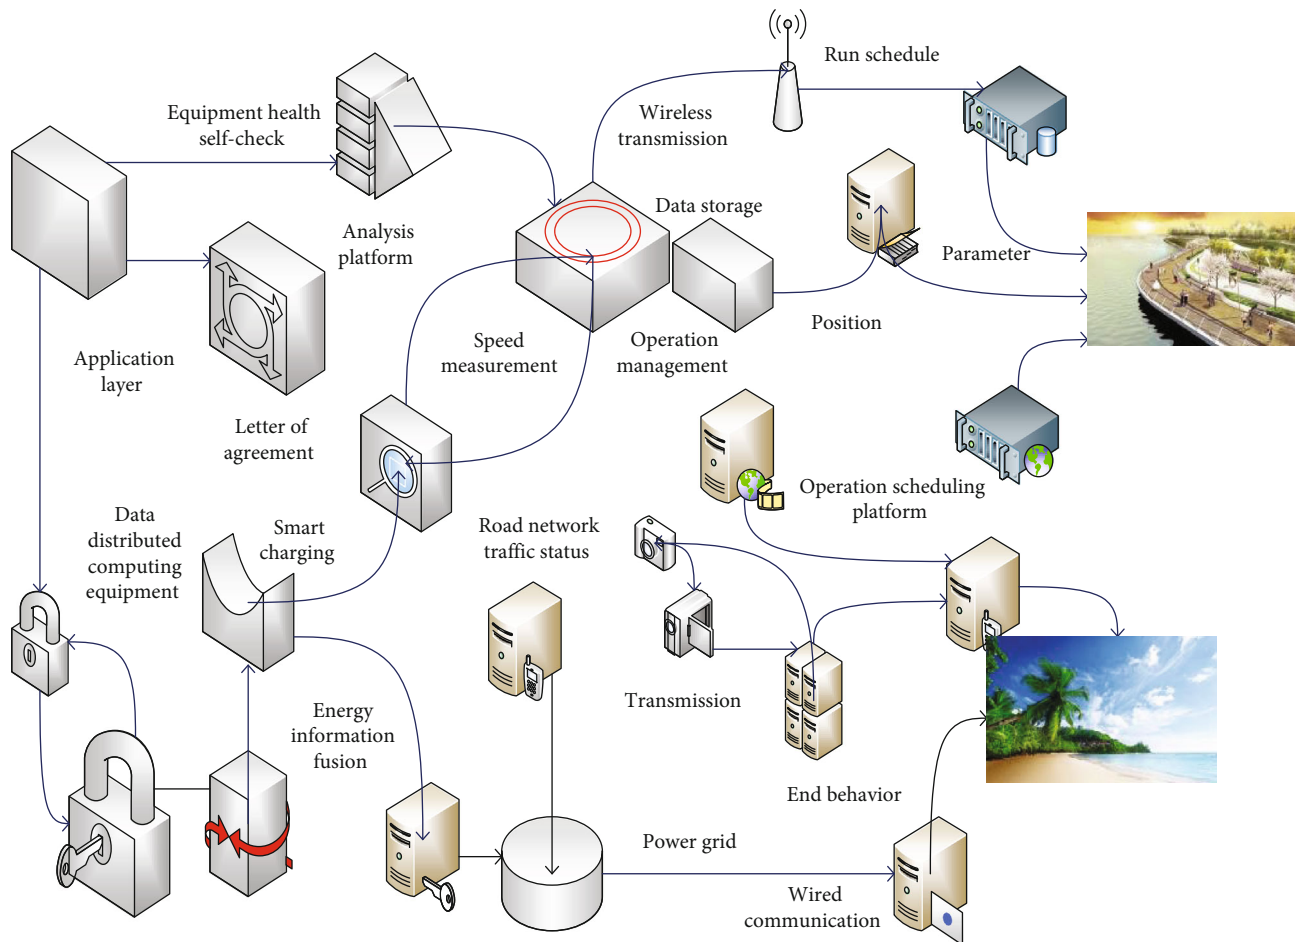 Run schedule
Wireless
transmission
Equipment health
self-check
Data storage
Analysis
platform
Parameter
Position
Speed
measurement
Operation
management
Application
layer
Letter of
agreement
Operation scheduling
platform
Data
distributed
computing
equipment
Smart
charging
Road network
traffic status
Transmission
Energy
information
fusion
End behavior
Power grid
Wired
communication